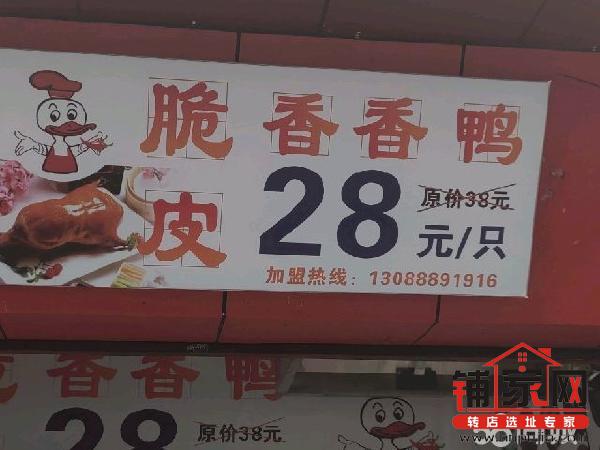 脆香香鸭
皮 28 原价38元
元/只
加盟热线：13088891916
香香鸭
28 原价38元
铺家网
转店选址专家